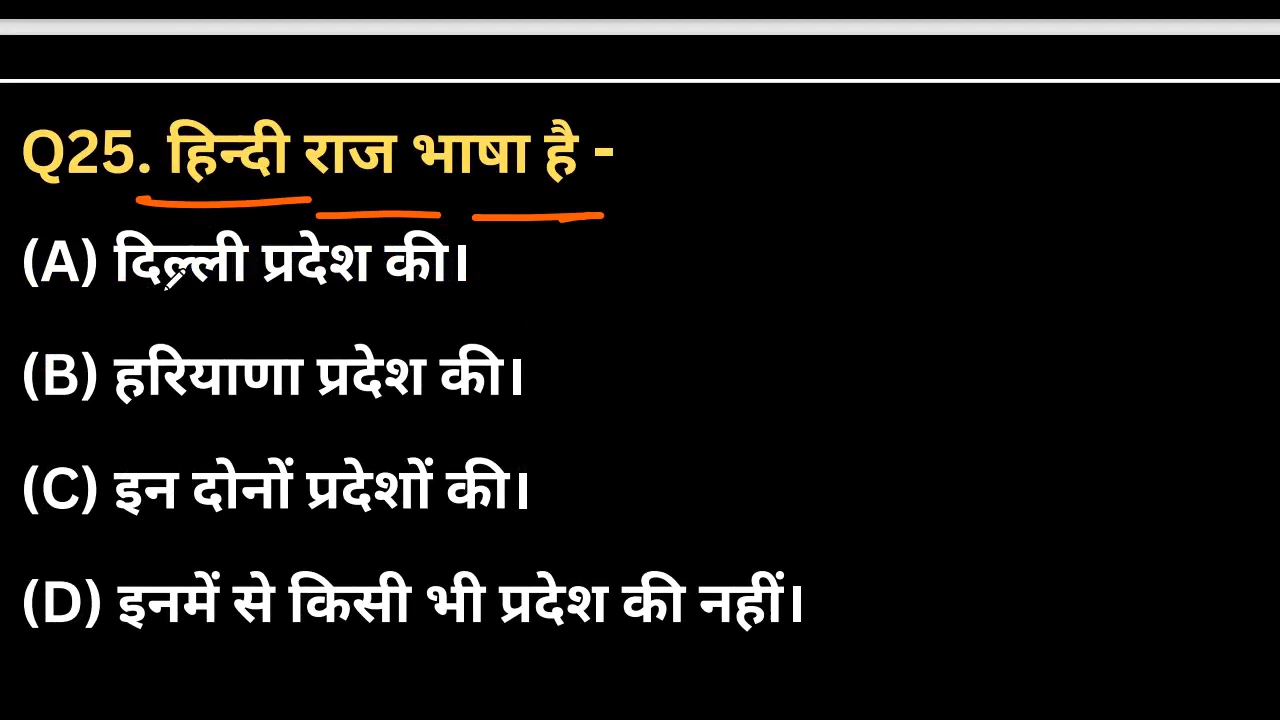 Q25. हिन्दी राज भाषा है -
(A) दिल्ली प्रदेश की।
(B) हरियाणा प्रदेश की।
(C) इन दोनों प्रदेशों की।
(D) इनमें से किसी भी प्रदेश की नहीं।